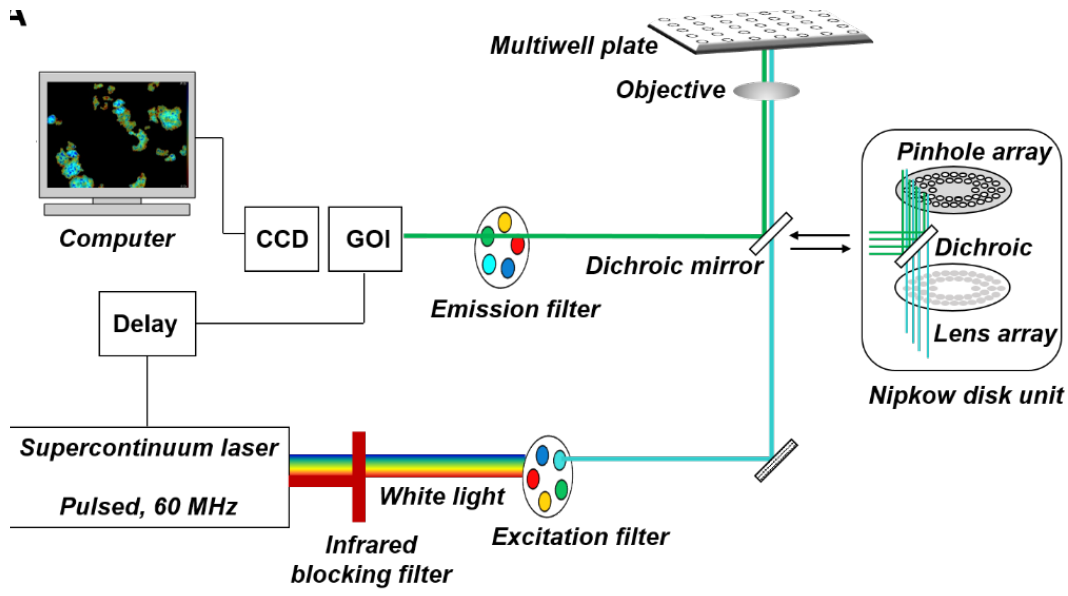 A
Multiwell plate
Objective
Pinhole array
Computer
CCD
GOI
Dichroic mirror
Dichroic
Emission filter
Delay
Lens array
Nipkow disk unit
Supercontinuum laser
Pulsed, 60 MHz
White light
Excitation filter
Infrared
blocking filter